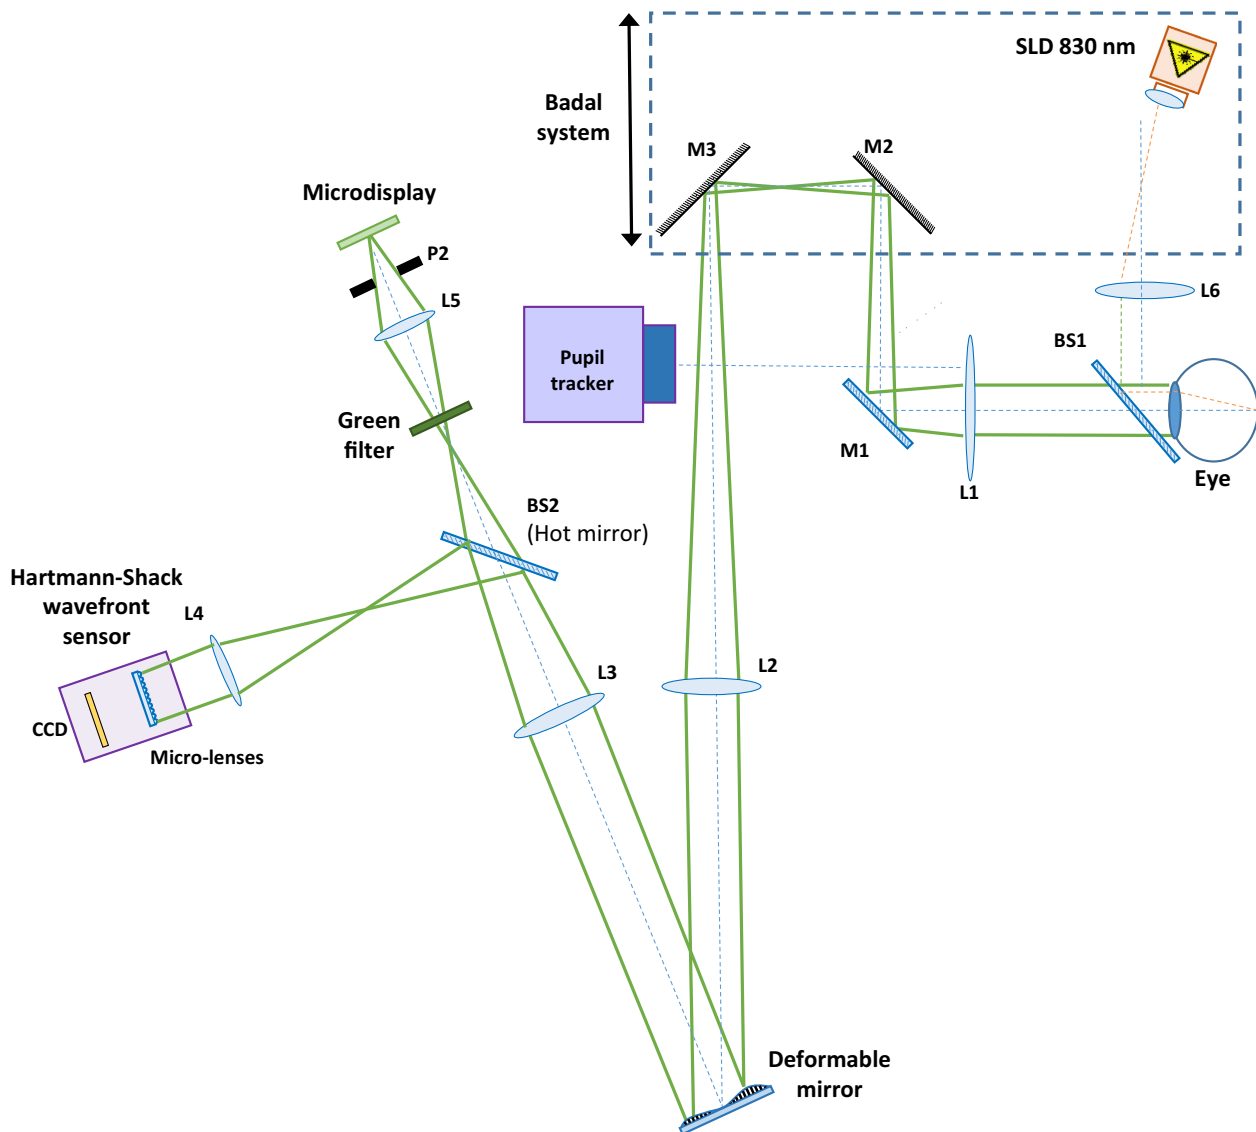 SLD 830 nm
Badal
system
M3
M2
Microdisplay
P2
L5
L6
BS1
Pupil
tracker
Green
filter
M1
L1
Eye
BS2
(Hot mirror)
Hartmann-Shack
wavefront
sensor
L4
L3
L2
CCD
Micro-lenses
Deformable
mirror